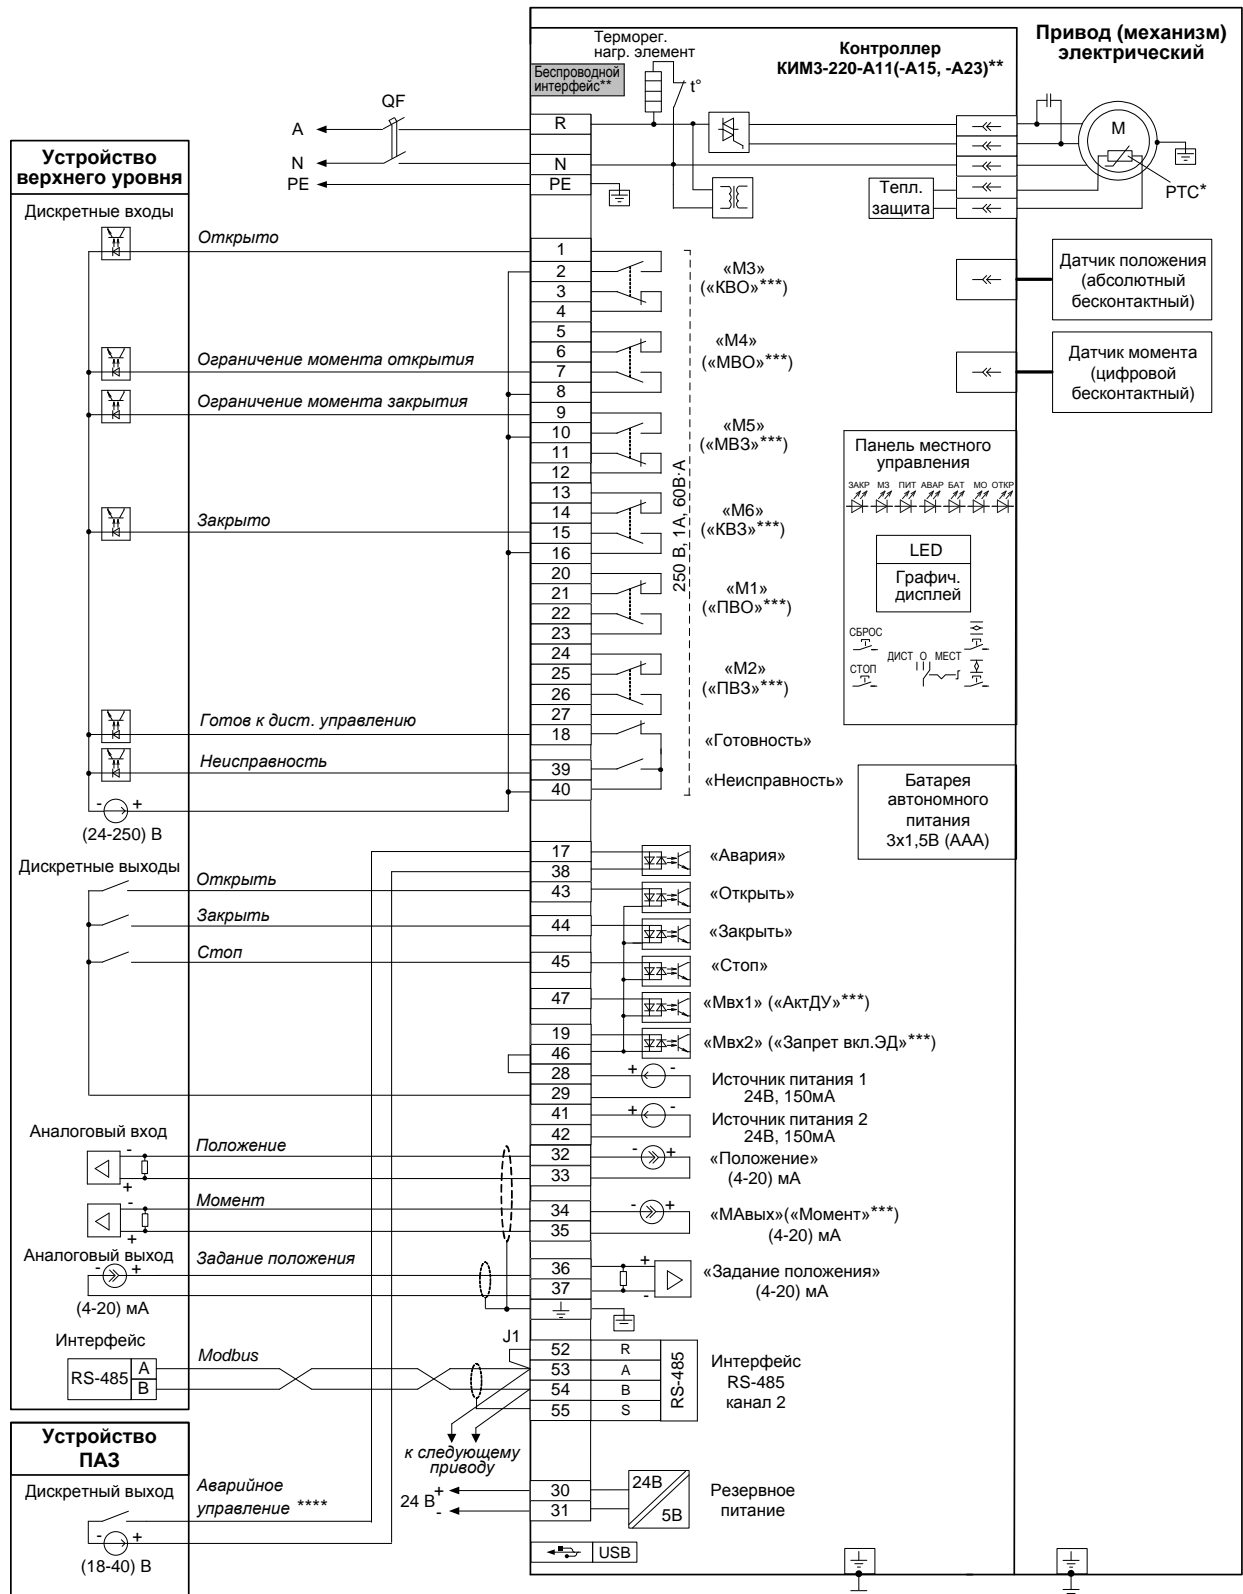 Привод (механизм)
электрический
Контроллер
КИМ3-220-А11(-А15, -А23)**
Терморег.
нагр. элемент
t°
Беспроводной
интерфейс**
QF
A
R
N
N
PE
PE
M
PTC*
Тепл.
защита
Устройство
верхнего уровня
Дискретные входы
Открыто
1
2
3
4
«М3»
(«КВО»***)
Датчик положения
(абсолютный
бесконтактный)
Ограничение момента открытия
5
6
7
8
«М4»
(«МВО»***)
Датчик момента
(цифровой
бесконтактный)
Ограничение момента закрытия
9
10
11
12
«М5»
(«МВЗ»***)
Закрыто
13
14
15
16
«М6»
(«КВЗ»***)
250 В, 1А, 60В·А
20
21
22
23
«М1»
(«ПВО»***)
24
25
26
27
«М2»
(«ПВЗ»***)
Панель местного
управления
ЗАКР МЗ ПИТ АВАР БАТ МО ОТКР
LED
Графич.
дисплей
СБРОС
СТОП
ДИСТ О МЕСТ
Готов к дист. управлению
18
«Готовность»
Неисправность
39
40
«Неисправность»
- +
(24-250) В
Батарея
автономного
питания
3х1,5В (ААА)
Дискретные выходы
17
38
«Авария»
Открыть
43
«Открыть»
Закрыть
44
«Закрыть»
Стоп
45
«Стоп»
47
«Мвх1» («АктДУ»***)
19
46
«Мвх2» («Запрет вкл.ЭД»***)
28
29
+ -
Источник питания 1
24В, 150мА
41
42
+ -
Источник питания 2
24В, 150мА
Аналоговый вход
-
+
Положение
32
33
- +
«Положение»
(4-20) мА
-
+
Момент
34
35
- +
«МАвых»(«Момент»***)
(4-20) мА
Аналоговый выход
- +
(4-20) мА
Задание положения
36
37
+
-
«Задание положения»
(4-20) мА
Интерфейс
RS-485
A
B
Modbus
J1
52 R
53 A
54 B
55 S
RS-485
Интерфейс
RS-485
канал 2
к следующему
приводу
Устройство
ПАЗ
Дискретный выход
Аварийное
управление ****
- +
(18-40) В
24 В
+
-
30
31
24В
5В
Резервное
питание
USB